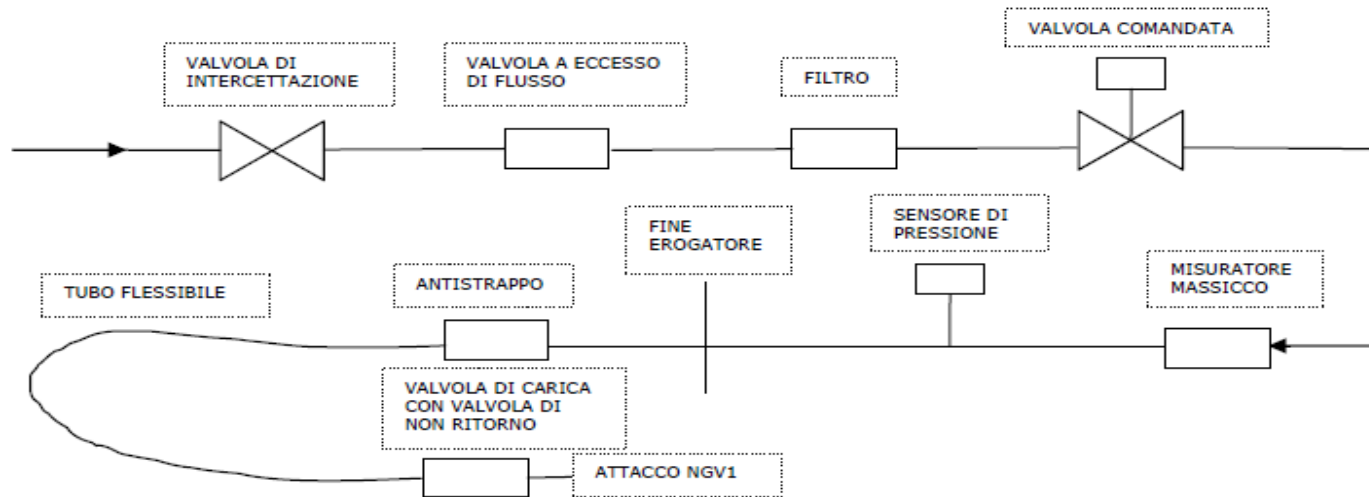 VALVOLA DI
INTERCETTAZIONE
VALVOLA A ECCESSO
DI FLUSSO
FILTRO
VALVOLA COMANDATA
TUBO FLESSIBILE
ANTISTRAPPO
FINE
EROGATORE
SENSORE DI
PRESSIONE
MISURATORE
MASSICCO
VALVOLA DI CARICA
CON VALVOLA DI
NON RITORNO
ATTACCO NGV1